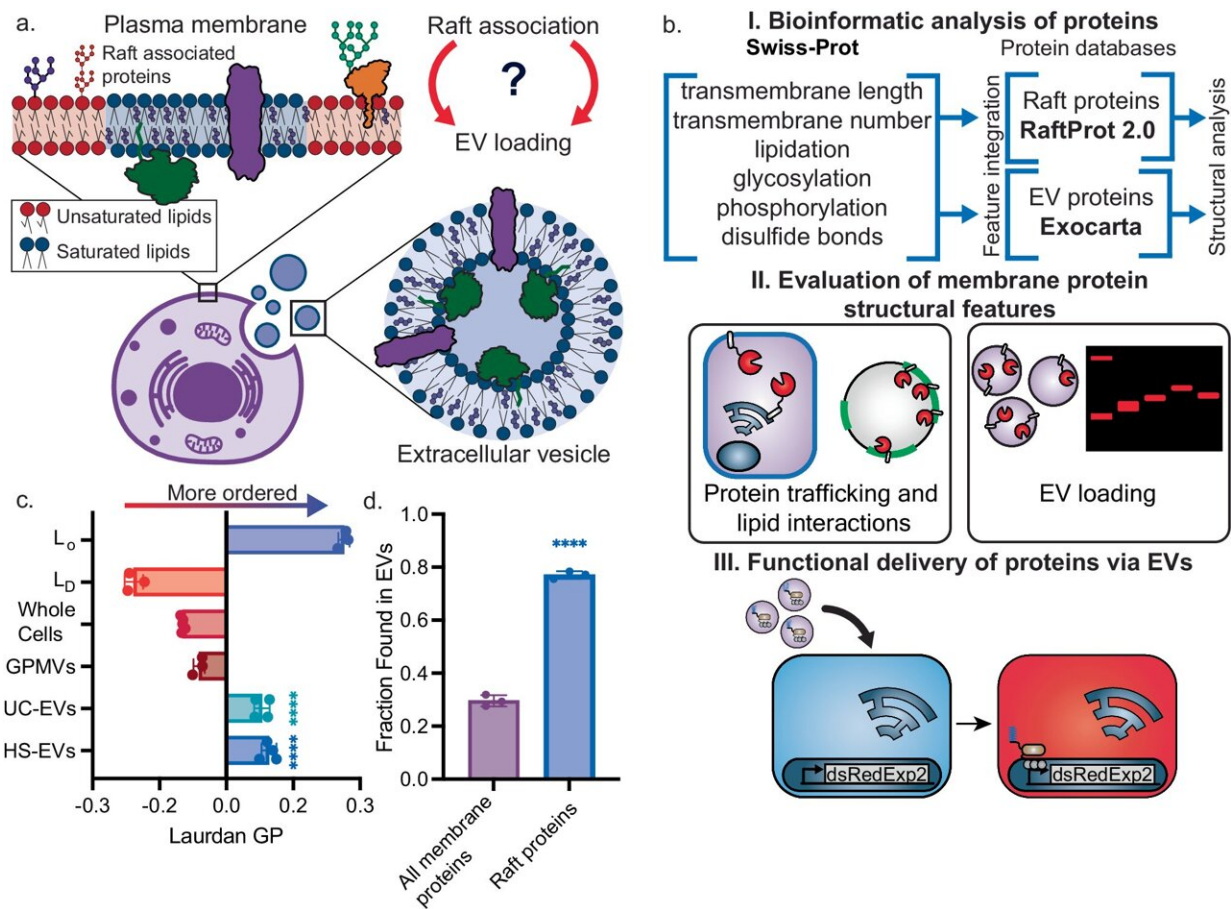 a.
Plasma membrane
Raft associated
proteins
Raft association
?
EV loading
Unsaturated lipids
Saturated lipids
Extracellular vesicle
b.
I. Bioinformatic analysis of proteins
Swiss-Prot
Protein databases
transmembrane length
transmembrane number
lipidation
glycosylation
phosphorylation
disulfide bonds
Feature integration
Raft proteins
RaftProt 2.0
EV proteins
Exocarta
Structural analysis
II. Evaluation of membrane protein
structural features
Protein trafficking and
lipid interactions
EV loading
III. Functional delivery of proteins via EVs
dsRedExp2
dsRedExp2
c.
More ordered
Lo
LD
Whole
Cells
GPMVs
UC-EVs
HS-EVs
****
****
-0.3
-0.2
0.0
0.2
0.3
Laurdan GP
d.
Fraction Found in EVs
1.0
0.8
0.6
0.4
0.2
0.0
****
All membrane
proteins
Raft proteins